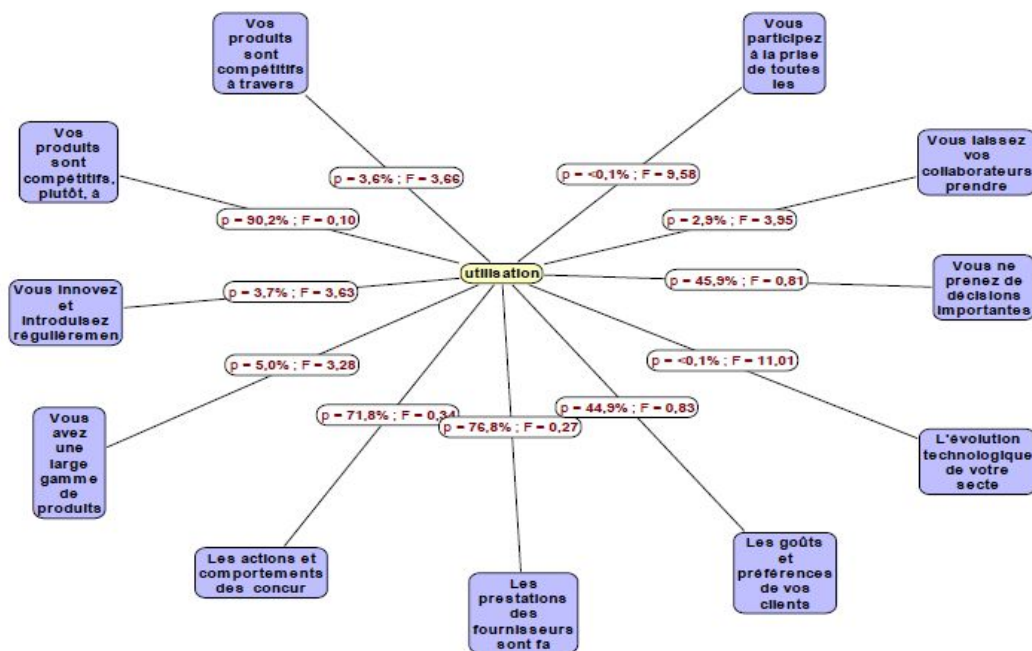 Vos
produits
sont
compétitifs
à travers
Vous
participez
à la prise
de toutes
les
Vos
produits
sont
compétitifs,
plutôt, à
Vous laissez
vos
collaborateurs
prendre
p = 3,6% ; F = 3,66
p = <0,1% ; F = 9,58
p = 90,2% ; F = 0,10
p = 2,9% ; F = 3,95
utilisation
Vous innovez
et
introduisez
régulièremen
p = 3,7% ; F = 3,63
p = 45,9% ; F = 0,81
Vous ne
prenez de
décisions
importantes
p = 5,0% ; F = 3,28
p = <0,1% ; F = 11,01
p = 71,8% ; F = 0,34
p = 76,8% ; F = 0,27
p = 44,9% ; F = 0,83
Vous
avez une
large
gamme
de
produits
L'évolution
technologique
de votre
secte
Les actions et
comportements
des concur
Les
prestations
des
fournisseurs
sont fa
Les goûts et
préférences
de vos
clients